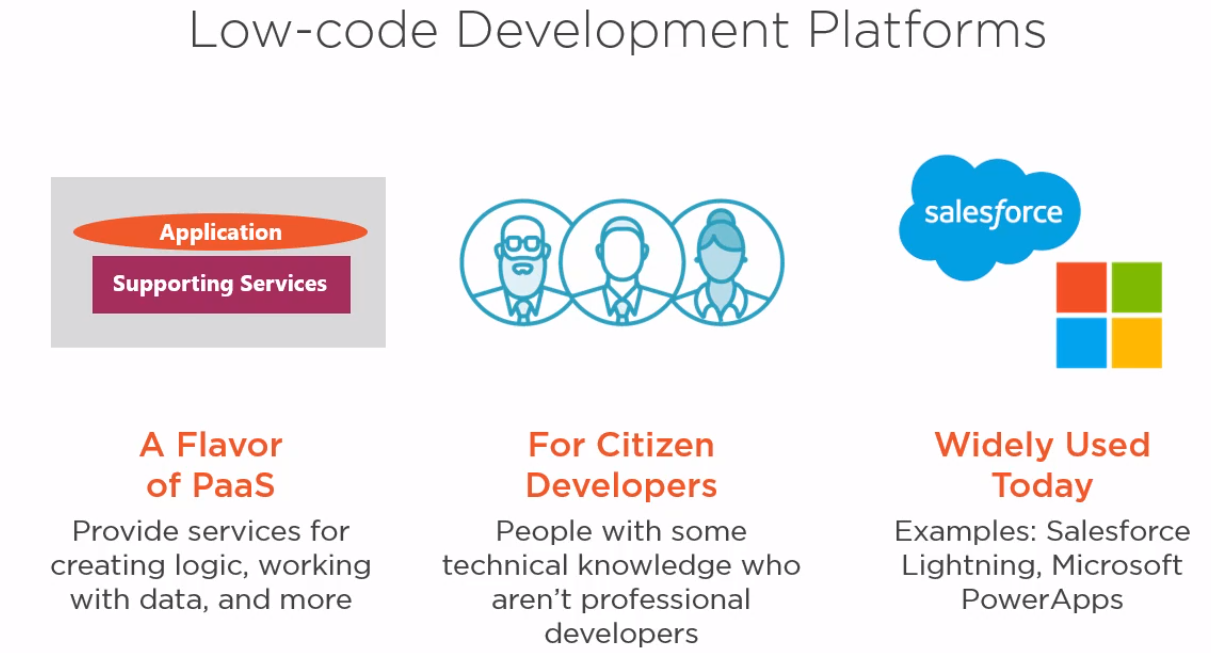 Low-code Development Platforms
Application
Supporting Services
salesforce
A Flavor
of PaaS
Provide services for
creating logic, working
with data, and more
For Citizen
Developers
People with some
technical knowledge who
aren't professional
developers
Widely Used
Today
Examples: Salesforce
Lightning, Microsoft
PowerApps